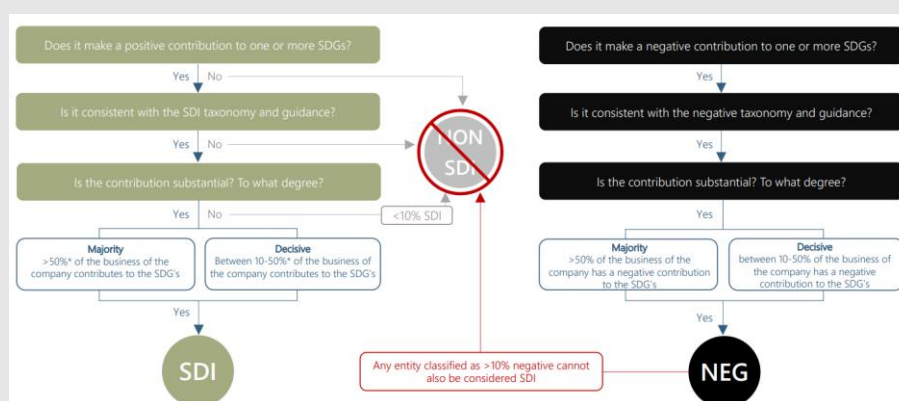 Does it make a positive contribution to one or more SDGs?
Yes No
Is it consistent with the SDI taxonomy and guidance?
Yes No
Is the contribution substantial? To what degree?
Yes No
<10% SDI
Majority
>50%* of the business of the
company contributes to the SDG's
Decisive
Between 10-50%* of the business of
the company contributes to the SDG's
Yes
SDI
NON
SDI
Any entity classified as >10% negative cannot
also be considered SDI
Does it make a negative contribution to one or more SDGs?
Yes
Is it consistent with the negative taxonomy and guidance?
Yes
Is the contribution substantial? To what degree?
Yes
Majority
>50% of the business of the
company has a negative contribution
to the SDG's
Decisive
between 10-50% of the business of
the company has a negative
contribution to the SDG's
Yes
NEG